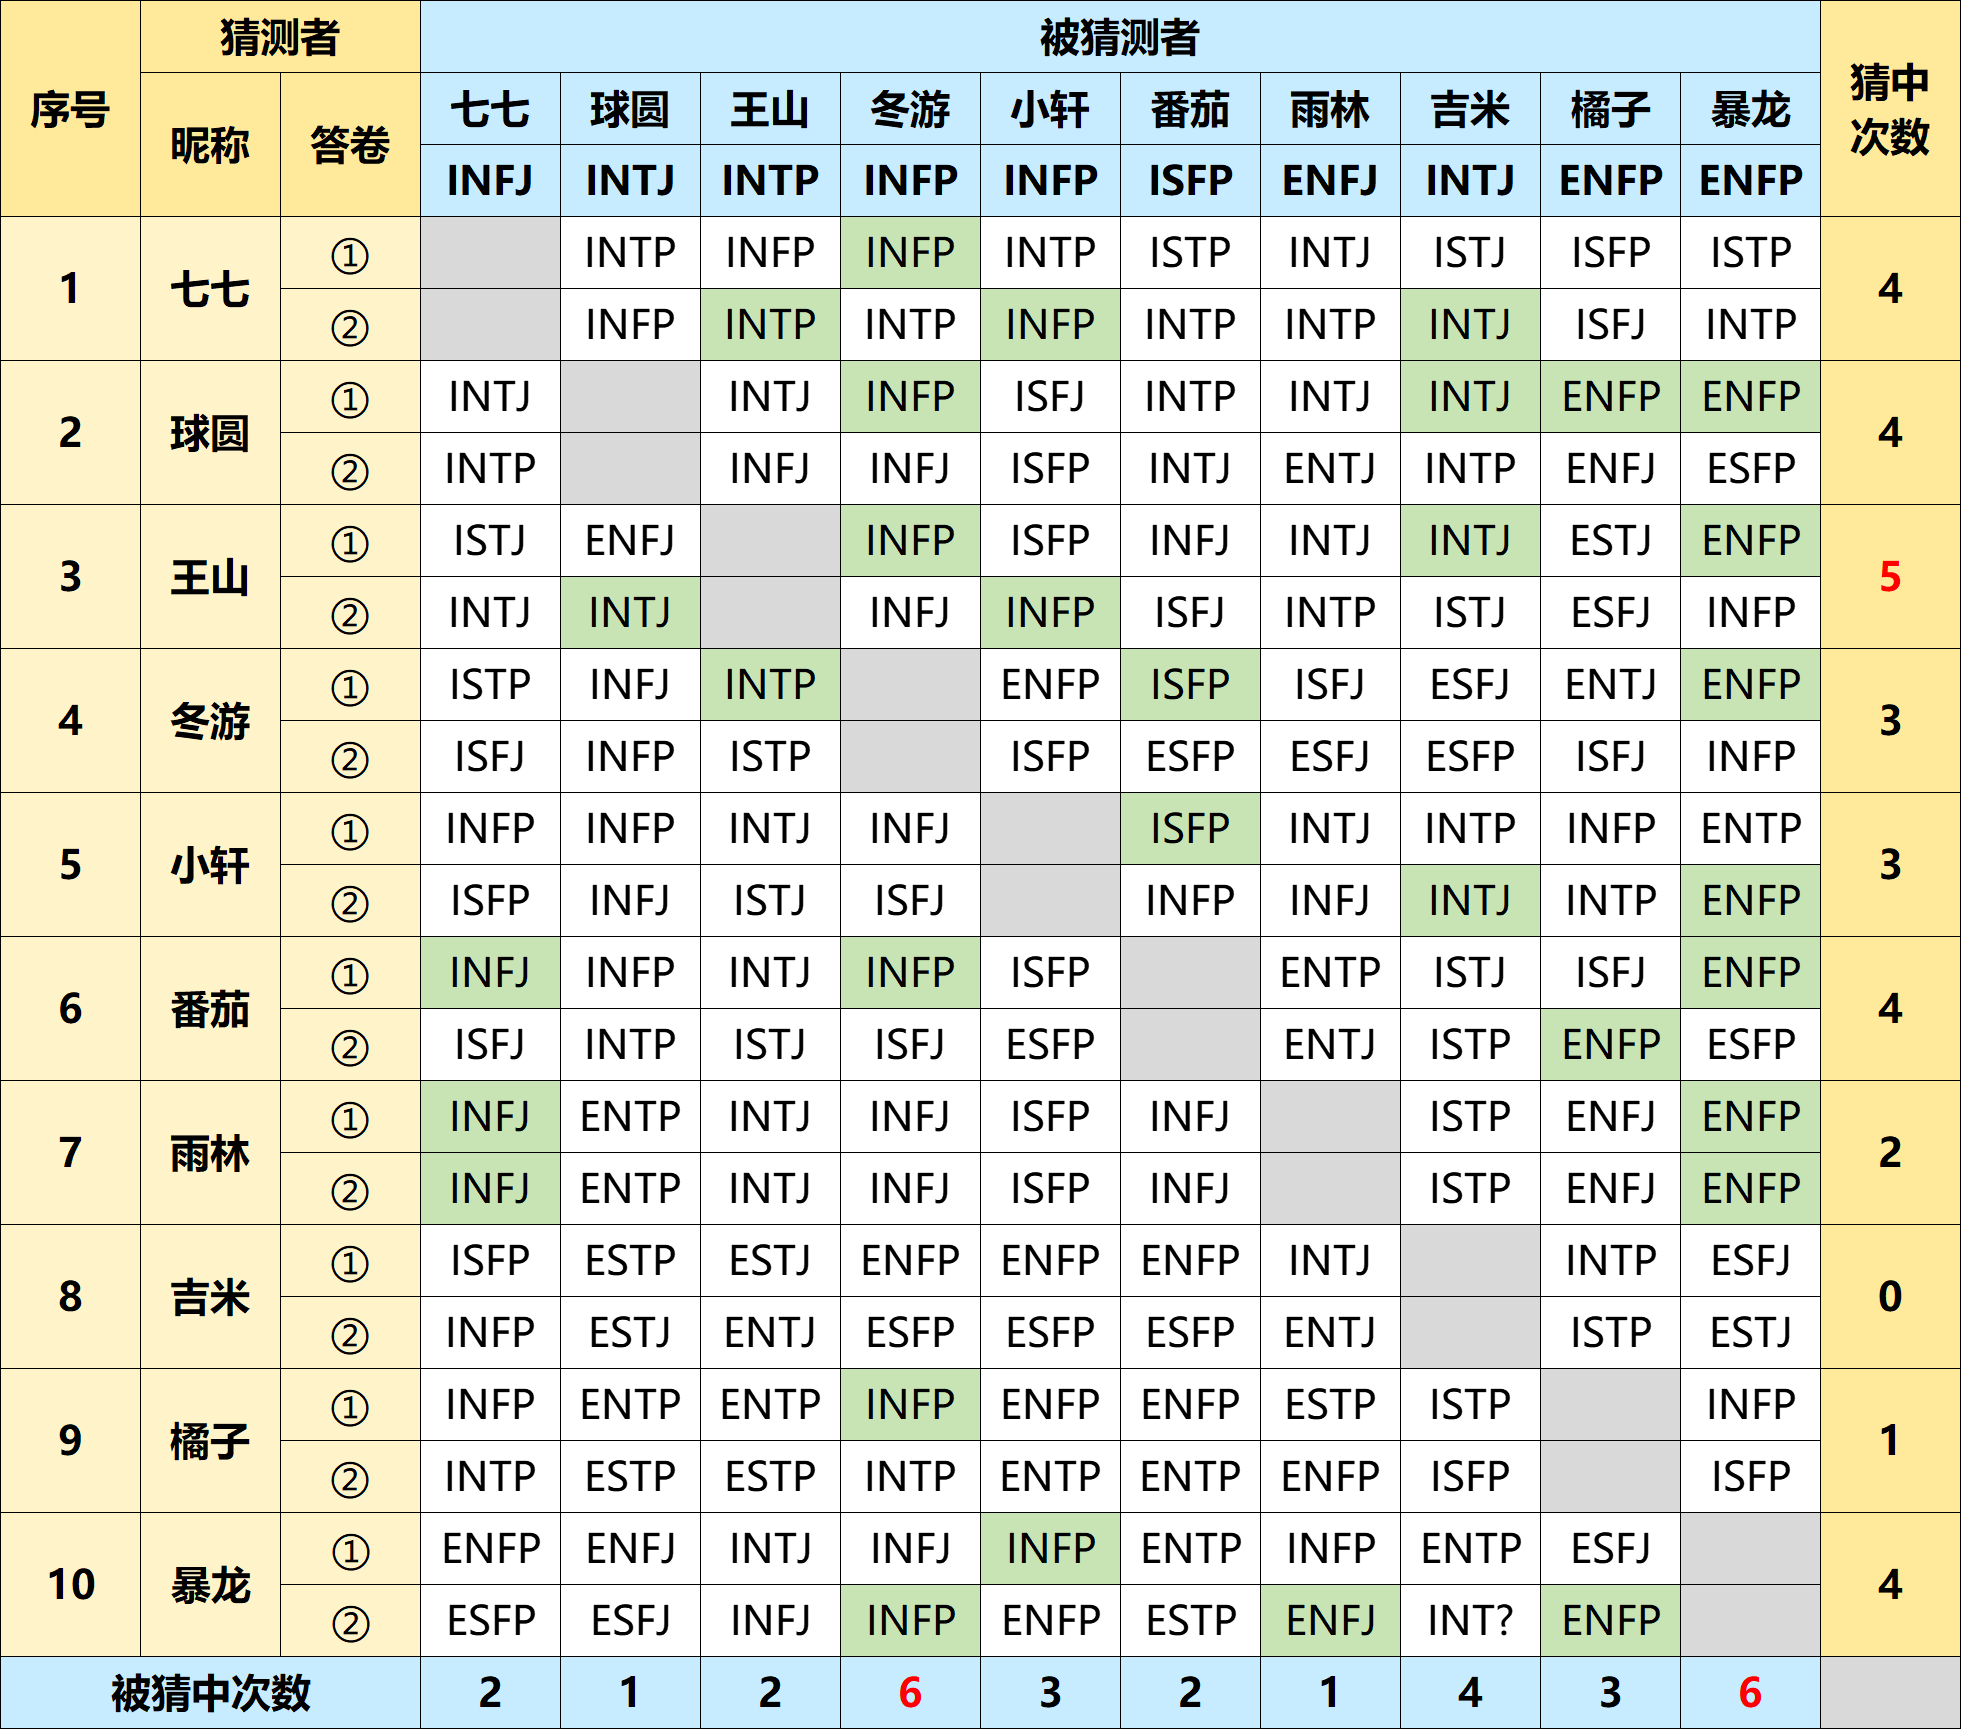 序号 猜测者 被猜测者 猜中次数
昵称 答卷 七七 球圆 王山 冬游 小轩 番茄 雨林 吉米 橘子 暴龙
INFJ INTJ INTP INFP INFP ISFP ENFJ INTJ ENFP ENFP
1 七七 ① INTP INFP INFP INTP ISTP INTJ ISTJ ISFP ISTP 4
② INFP INTP INTP INFP INTP INTP INTJ ISFJ INTP
2 球圆 ① INTJ INTJ INFP ISFJ INTP INTJ INTJ ENFP ENFP 4
② INTP INFJ INFJ ISFP INTJ ENTJ INTP ENFJ ESFP
3 王山 ① ISTJ ENFJ INFP ISFP INFJ INTJ INTJ ESTJ ENFP 5
② INTJ INTJ INFJ INFP ISFJ INTP ISTJ ESFJ INFP
4 冬游 ① ISTP INFJ INTP ENFP ISFP ISFJ ESFJ ENTJ ENFP 3
② ISFJ INFP ISTP ISFP ESFP ESFJ ESFP ISFJ INFP
5 小轩 ① INFP INFP INTJ INFJ ISFP INTJ INTP INFP ENTP 3
② ISFP INFJ ISTJ ISFJ INFP INFJ INTJ INTP ENFP
6 番茄 ① INFJ INFP INTJ INFP ISFP ENTP ISTJ ISFJ ENFP 4
② ISFJ INTP ISTJ ISFJ ESFP ENTJ ISTP ENFP ESFP
7 雨林 ① INFJ ENTP INTJ INFJ ISFP INFJ ISTP ENFJ ENFP 2
② INFJ ENTP INTJ INFJ ISFP INFJ ISTP ENFJ ENFP
8 吉米 ① ISFP ESTP ESTJ ENFP ENFP ENFP INTJ INTP ESFJ 0
② INFP ESTJ ENTJ ESFP ESFP ESFP ENTJ ISTP ESTJ
9 橘子 ① INFP ENTP ENTP INFP ENFP ENFP ESTP ISTP INFP 1
② INTP ESTP ESTP INTP ENTP ENTP ENFP ISFP ISFP
10 暴龙 ① ENFP ENFJ INTJ INFJ INFP ENTP INFP ENTP ESFJ 4
② ESFP ESFJ INFJ INFP ENFP ESTP ENFJ INT? ENFP
被猜中次数 2 1 2 6 3 2 1 4 3 6